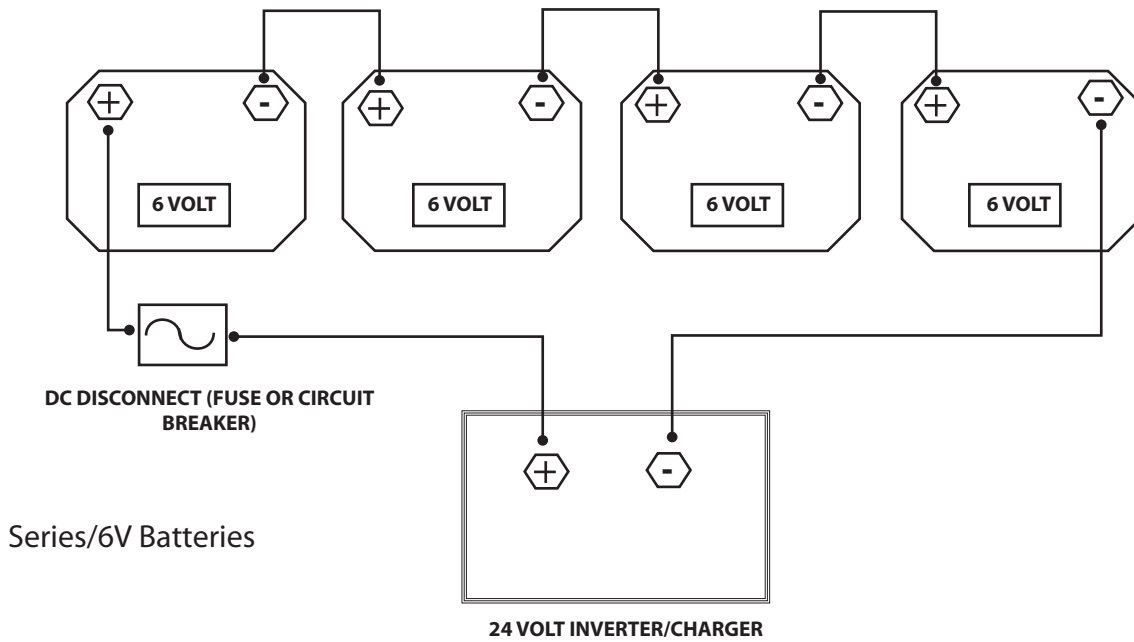 + - + - + - + -
6 VOLT 6 VOLT 6 VOLT 6 VOLT
DC DISCONNECT (FUSE OR CIRCUIT
BREAKER)
+ -
Series/6V Batteries
24 VOLT INVERTER/CHARGER